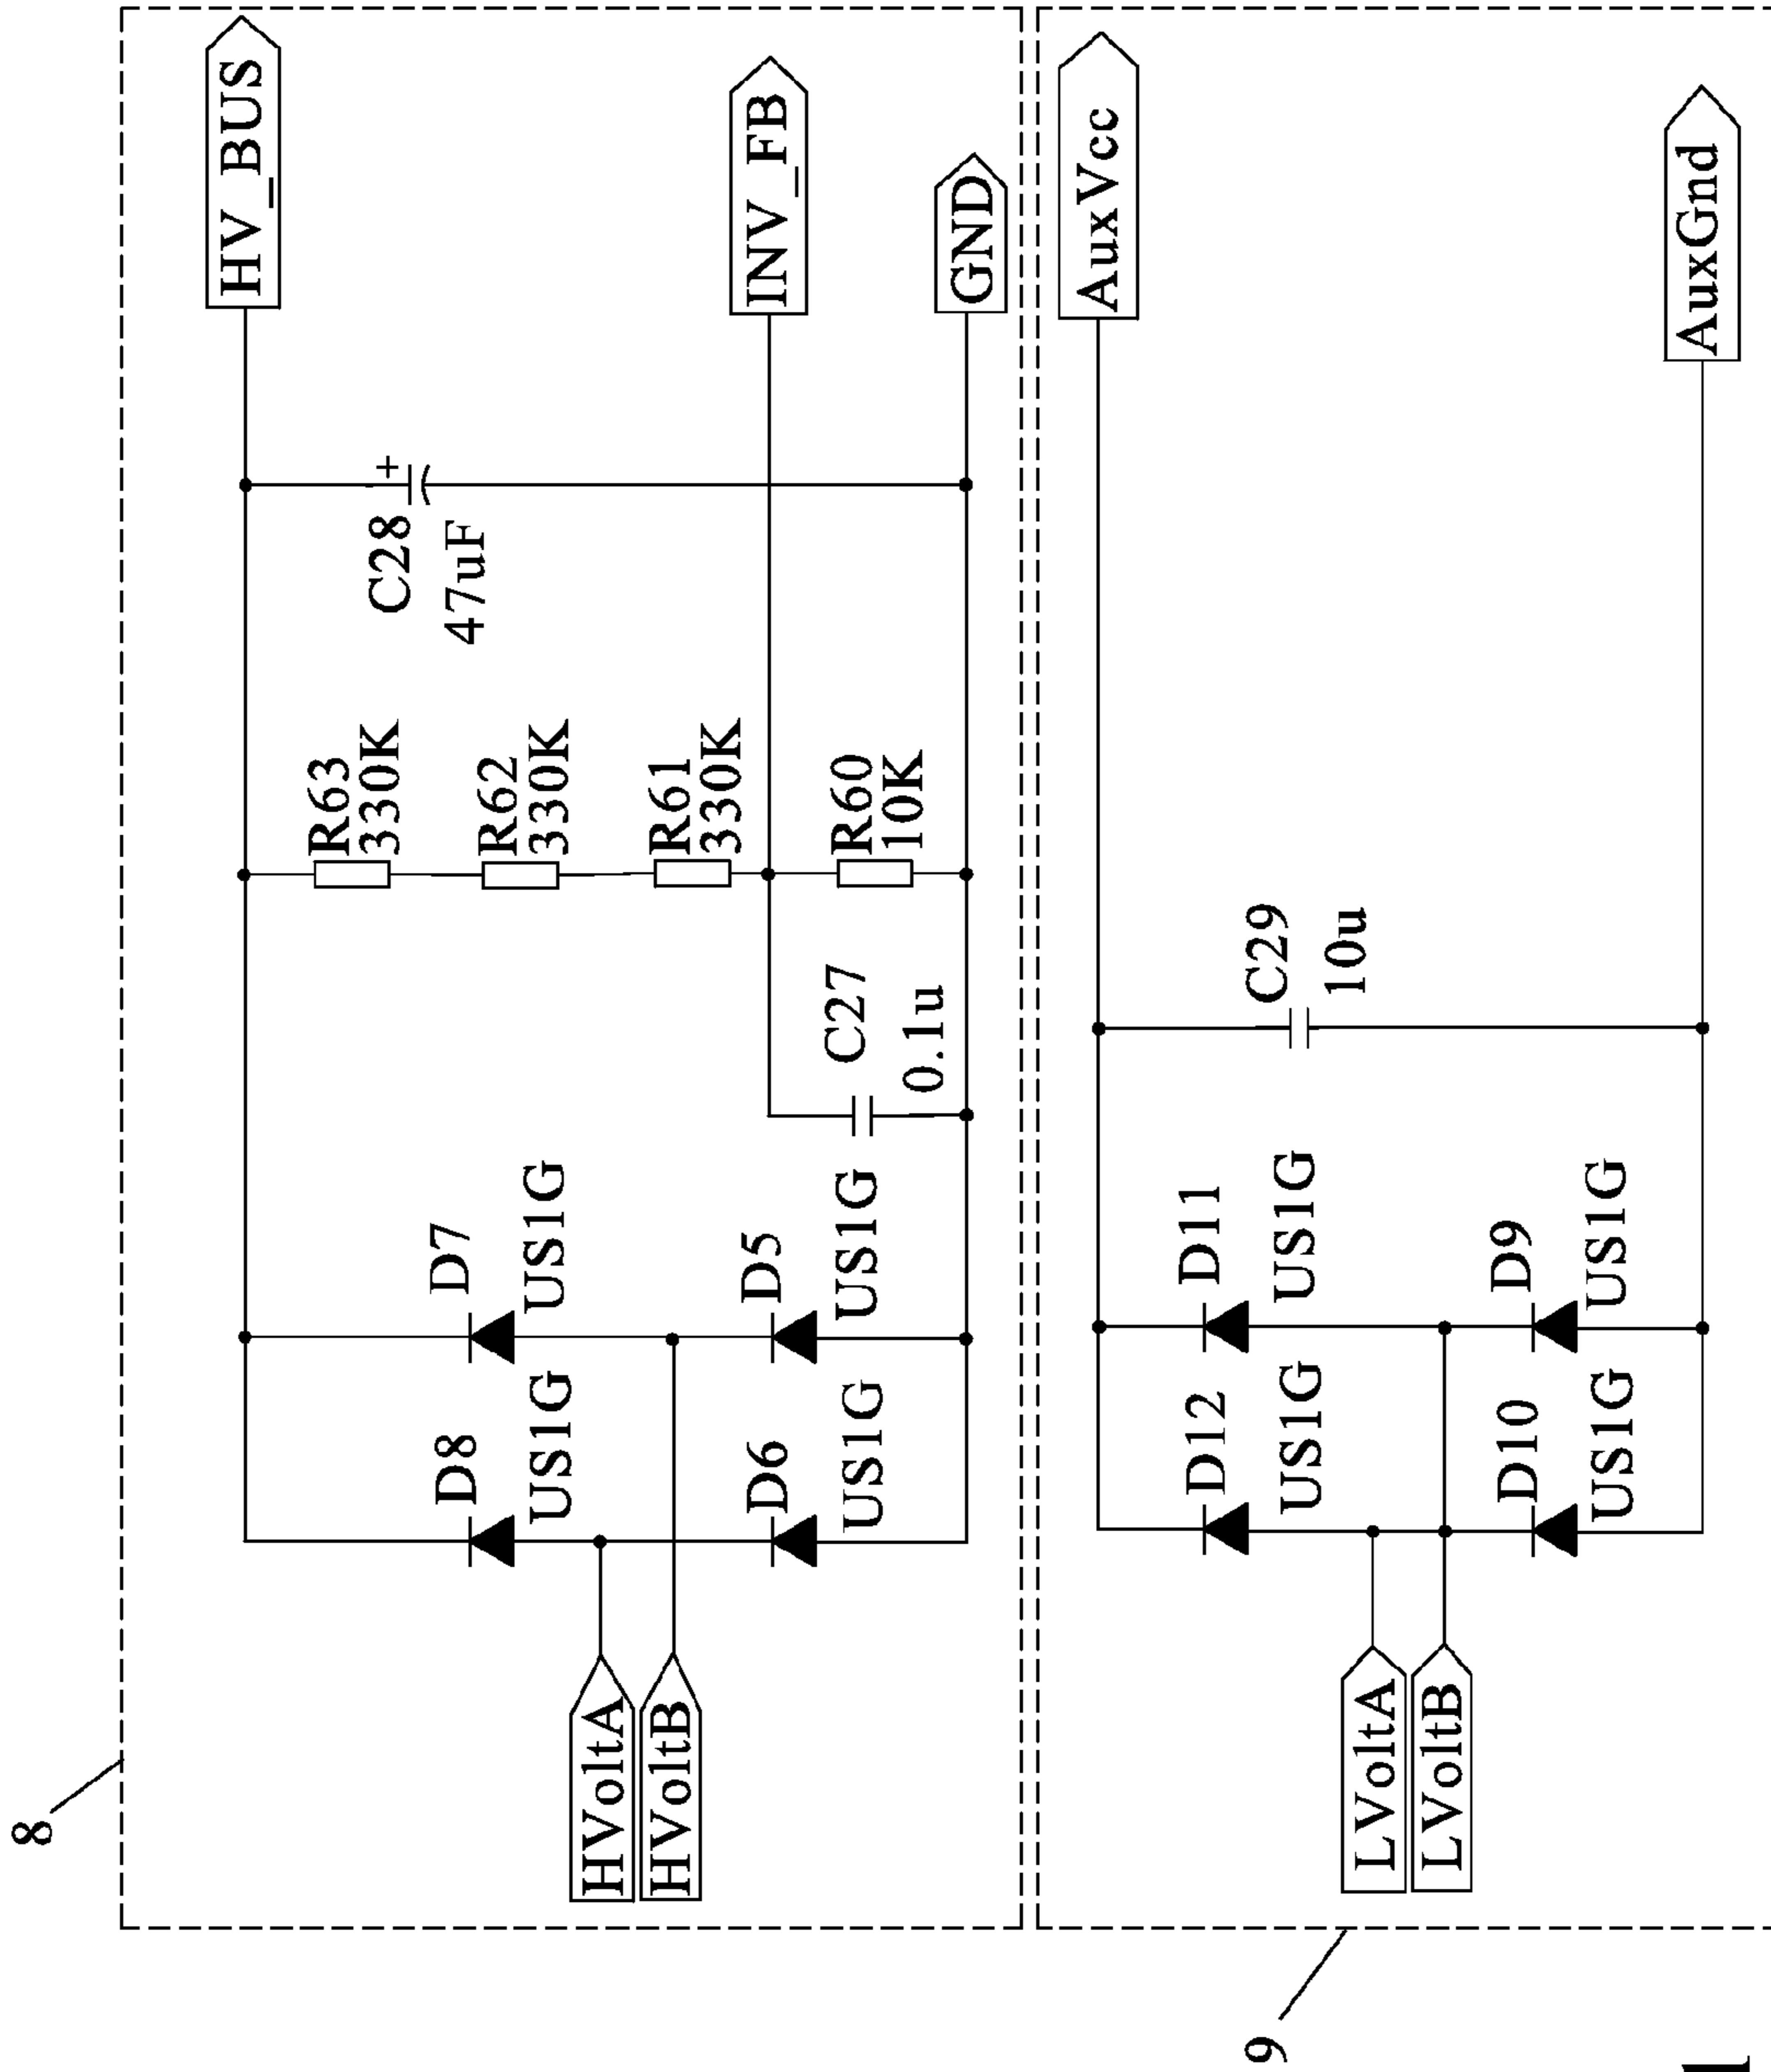 8
HV_BUS
INV_FB
GND
C28
47uF
R63
330K
R62
330K
R61
330K
R60
10K
C27
0.1u
D7
US1G
D5
US1G
D8
US1G
D6
US1G
HVoltA
HVoltB
9
AuxVcc
AuxGnd
C29
10u
D11
US1G
D9
US1G
D12
US1G
D10
US1G
LVoltA
LVoltB